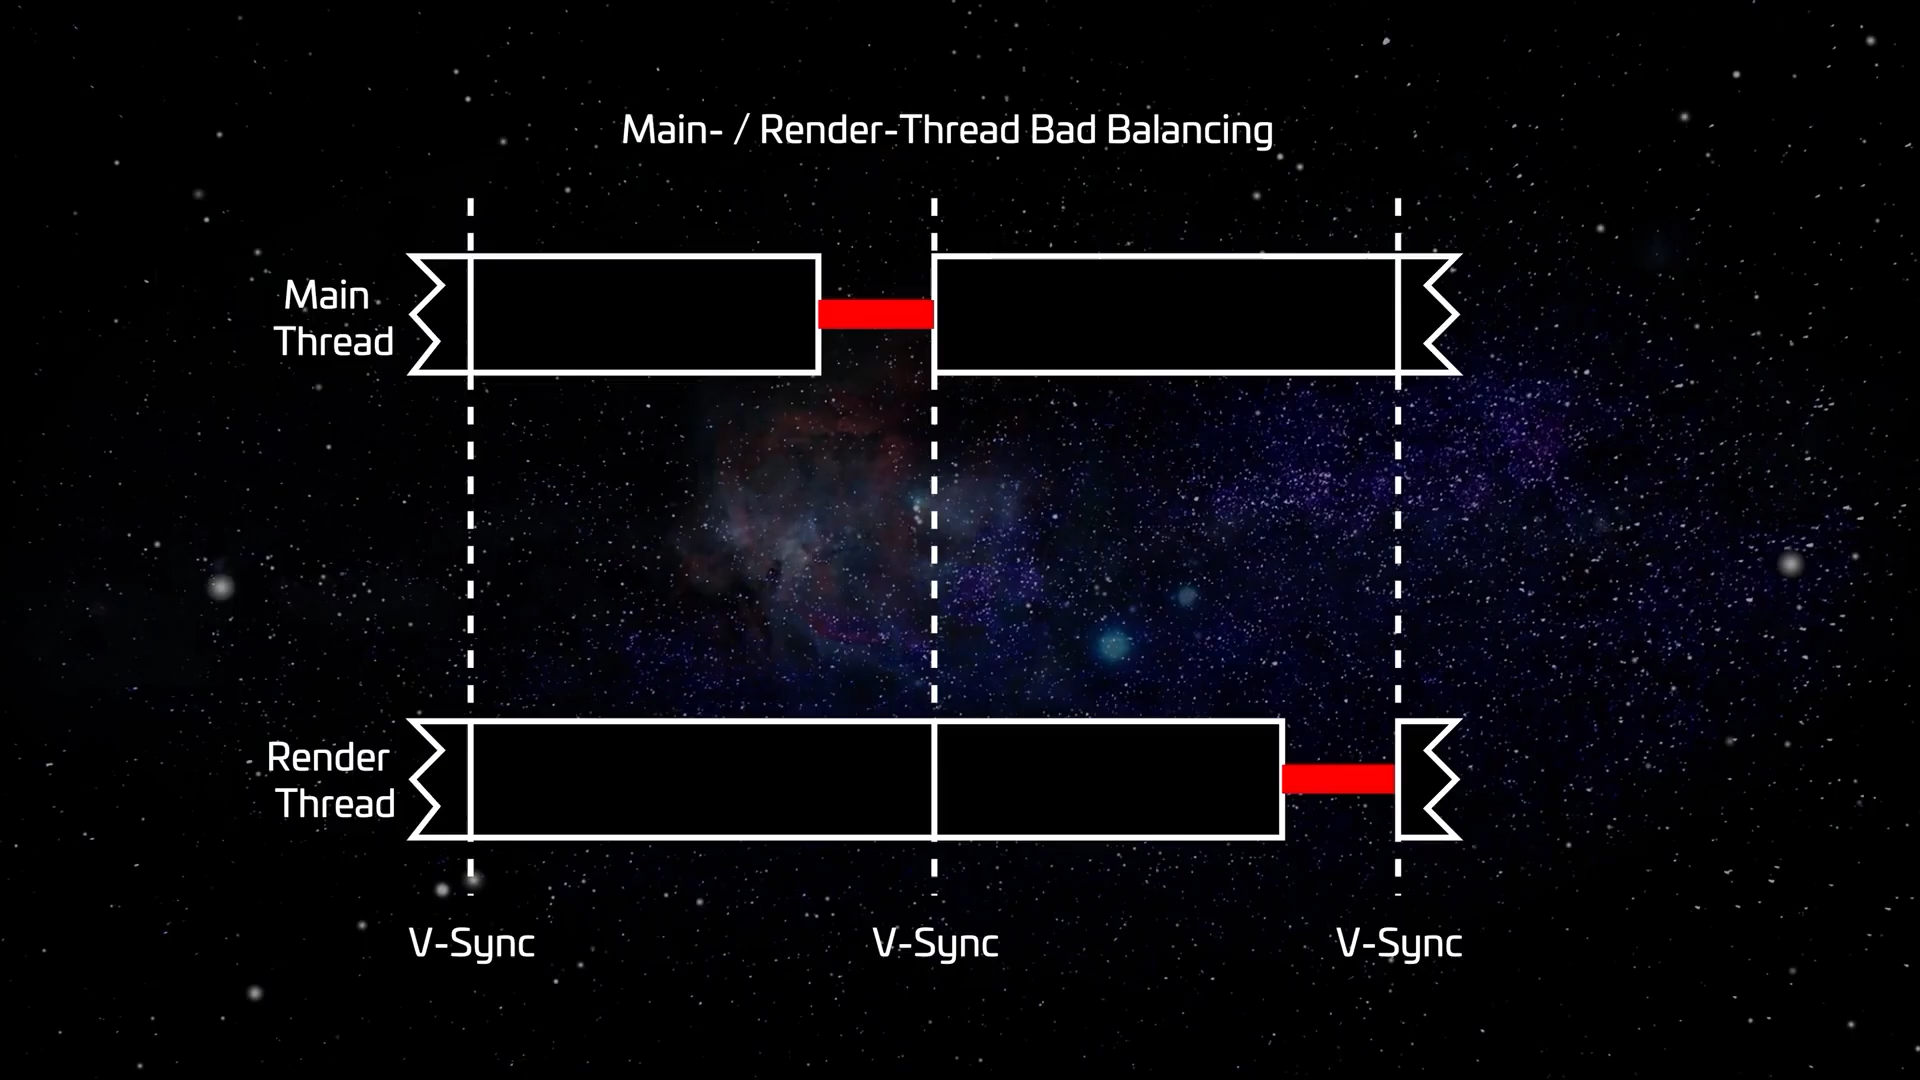 Main- / Render-Thread Bad Balancing
Main
Thread
Render
Thread
V-Sync
V-Sync
V-Sync